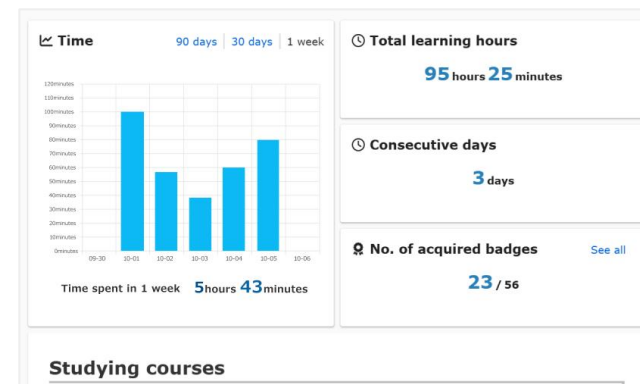 Time
90 days 30 days 1 week
120minutes
110minutes
100minutes
90minutes
80minutes
70minutes
60minutes
50minutes
40minutes
30minutes
20minutes
10minutes
0minutes
09-30 10-01 10-02 10-03 10-04 10-05 10-06
Time spent in 1 week 5hours 43minutes
Total learning hours
95 hours 25 minutes
Consecutive days
3 days
No. of acquired badges See all
23 / 56
Studying courses